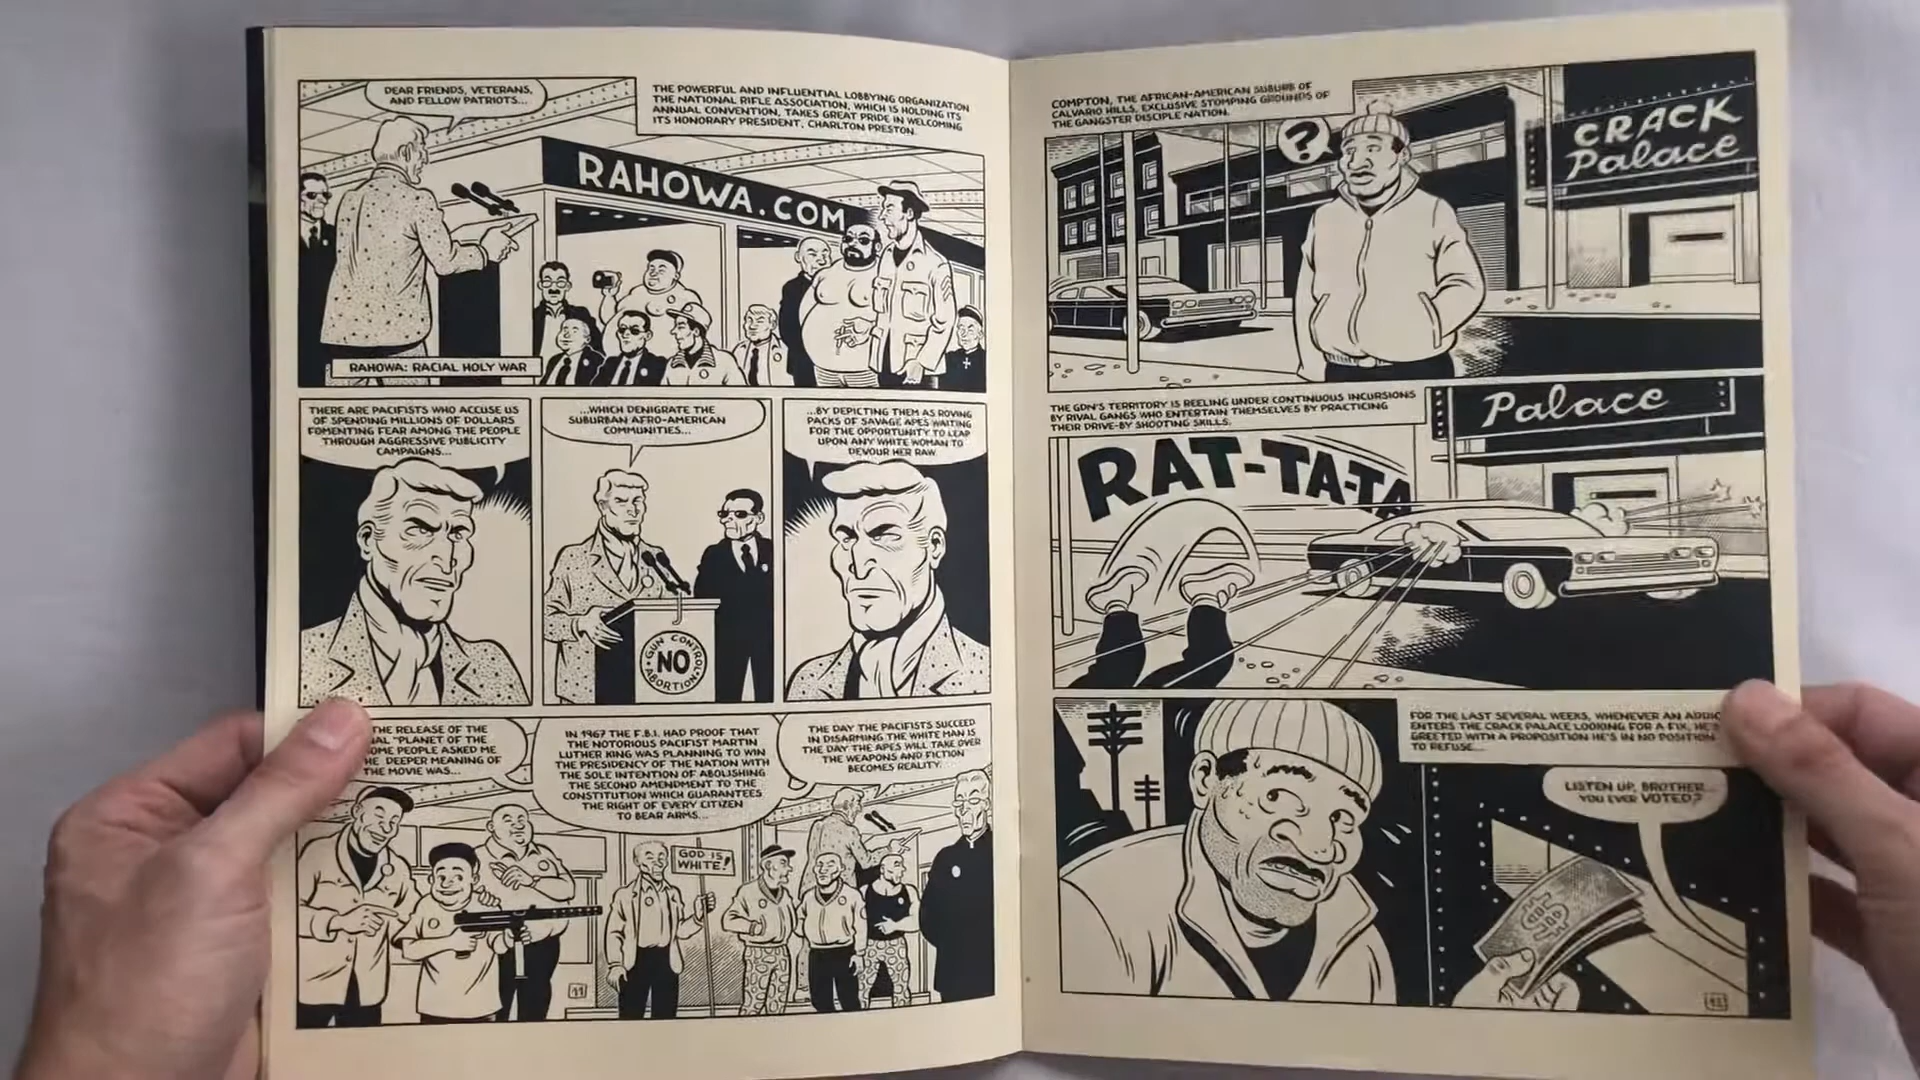 DEAR FRIENDS, VETERANS,
AND FELLOW PATRIOTS...
THE POWERFUL AND INFLUENTIAL LOBBYING ORGANIZATION
THE NATIONAL RIFLE ASSOCIATION, WHICH IS HOLDING ITS
ANNUAL CONVENTION, TAKES GREAT PRIDE IN WELCOMING
ITS HONORARY PRESIDENT, CHARLTON PRESTON.
RAHOWA.COM
RAHOWA: RACIAL HOLY WAR
THERE ARE PACIFISTS WHO ACCUSE US
OF SPENDING MILLIONS OF DOLLARS
FOMENTING FEAR AMONG THE PEOPLE
THROUGH AGGRESSIVE PUBLICITY
CAMPAIGNS...
...WHICH DENIGRATE THE
SUBURBAN AFRO-AMERICAN
COMMUNITIES...
GUN CONTROL
NO
ABORTION
...BY DEPICTING THEM AS ROVING
PACKS OF SAVAGE APES WAITING
FOR THE OPPORTUNITY TO LEAP
UPON ANY WHITE WOMAN TO
DEVOUR HER RAW.
THE RELEASE OF THE
"PLANET OF THE
PEOPLE ASKED ME
DEEPER MEANING OF
THE MOVIE WAS...
IN 1967 THE F.B.I. HAD PROOF THAT
THE NOTORIOUS PACIFIST MARTIN
LUTHER KING WAS PLANNING TO WIN
THE PRESIDENCY OF THE NATION WITH
THE SOLE INTENTION OF ABOLISHING
THE SECOND AMENDMENT TO THE
CONSTITUTION WHICH GUARANTEES
THE RIGHT OF EVERY CITIZEN
TO BEAR ARMS...
THE DAY THE PACIFISTS SUCCEED
IN DISARMING THE WHITE MAN IS
THE DAY THE APES WILL TAKE OVER
THE WEAPONS AND FICTION
BECOMES REALITY.
GOD IS
WHITE!
11
COMPTON, THE AFRICAN-AMERICAN SUBURB OF
CALVARIO HILLS, EXCLUSIVE STOMPING GROUNDS OF
THE GANGSTER DISCIPLE NATION.
?
CRACK
Palace
THE GDN'S TERRITORY IS REELING UNDER CONTINUOUS INCURSIONS
BY RIVAL GANGS WHO ENTERTAIN THEMSELVES BY PRACTICING
THEIR DRIVE-BY SHOOTING SKILLS.
Palace
RAT-TA-TA
FOR THE LAST SEVERAL WEEKS, WHENEVER AN ADDIC
ENTERS THE CRACK PALACE LOOKING FOR A FIX, HE'S
GREETED WITH A PROPOSITION HE'S IN NO POSITION
TO REFUSE...
LISTEN UP, BROTHER...
YOU EVER VOTED?
$